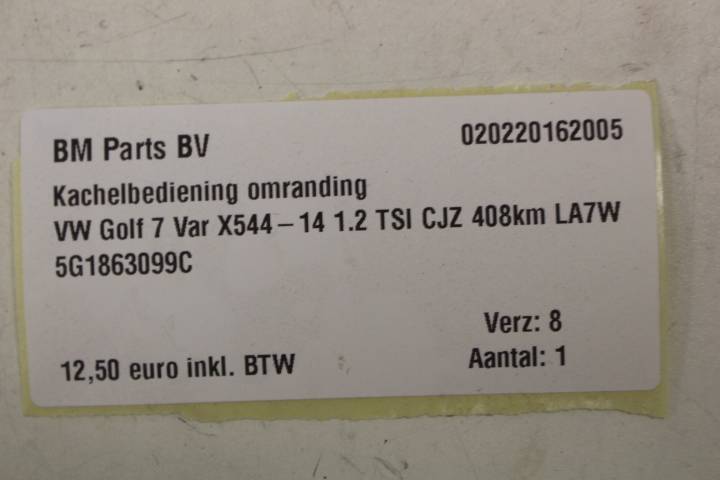 BM Parts BV 020220162005
Kachelbediening omranding
VW Golf 7 Var X544-14 1.2 TSI CJZ 408km LA7W
5G1863099C
Verz: 8
12,50 euro inkl. BTW Aantal: 1